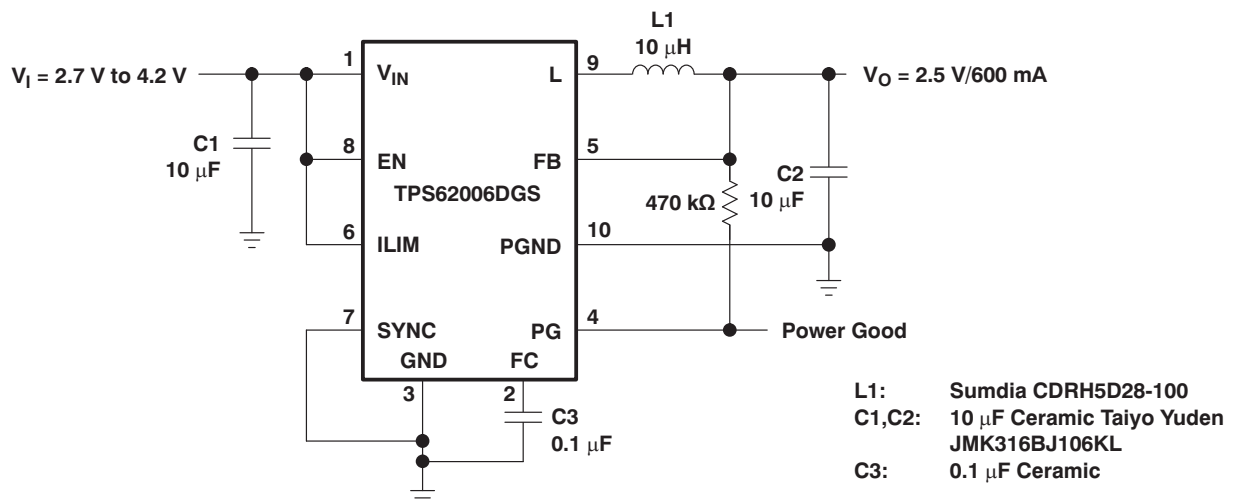 L1
10 μH
V_I = 2.7 V to 4.2 V
1
V_IN
L
9
V_O = 2.5 V/600 mA
C1
10 μF
8
EN
FB
5
TPS62006DGS
C2
10 μF
470 kΩ
6
ILIM
PGND
10
7
SYNC
PG
4
Power Good
GND
FC
3
2
C3
0.1 μF
L1: Sumdia CDRH5D28-100
C1,C2: 10 μF Ceramic Taiyo Yuden
JMK316BJ106KL
C3: 0.1 μF Ceramic